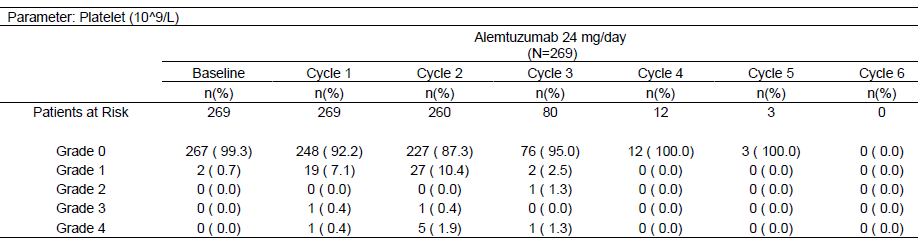 Parameter: Platelet (10^9/L)
Alemtuzumab 24 mg/day
(N=269)
Baseline Cycle 1 Cycle 2 Cycle 3 Cycle 4 Cycle 5 Cycle 6
n(%) n(%) n(%) n(%) n(%) n(%) n(%)
Patients at Risk 269 269 260 80 12 3 0
Grade 0 267 ( 99.3) 248 ( 92.2) 227 ( 87.3) 76 ( 95.0) 12 ( 100.0) 3 ( 100.0) 0 ( 0.0)
Grade 1 2 ( 0.7) 19 ( 7.1) 27 ( 10.4) 2 ( 2.5) 0 ( 0.0) 0 ( 0.0) 0 ( 0.0)
Grade 2 0 ( 0.0) 0 ( 0.0) 0 ( 0.0) 1 ( 1.3) 0 ( 0.0) 0 ( 0.0) 0 ( 0.0)
Grade 3 0 ( 0.0) 1 ( 0.4) 1 ( 0.4) 0 ( 0.0) 0 ( 0.0) 0 ( 0.0) 0 ( 0.0)
Grade 4 0 ( 0.0) 1 ( 0.4) 5 ( 1.9) 1 ( 1.3) 0 ( 0.0) 0 ( 0.0) 0 ( 0.0)